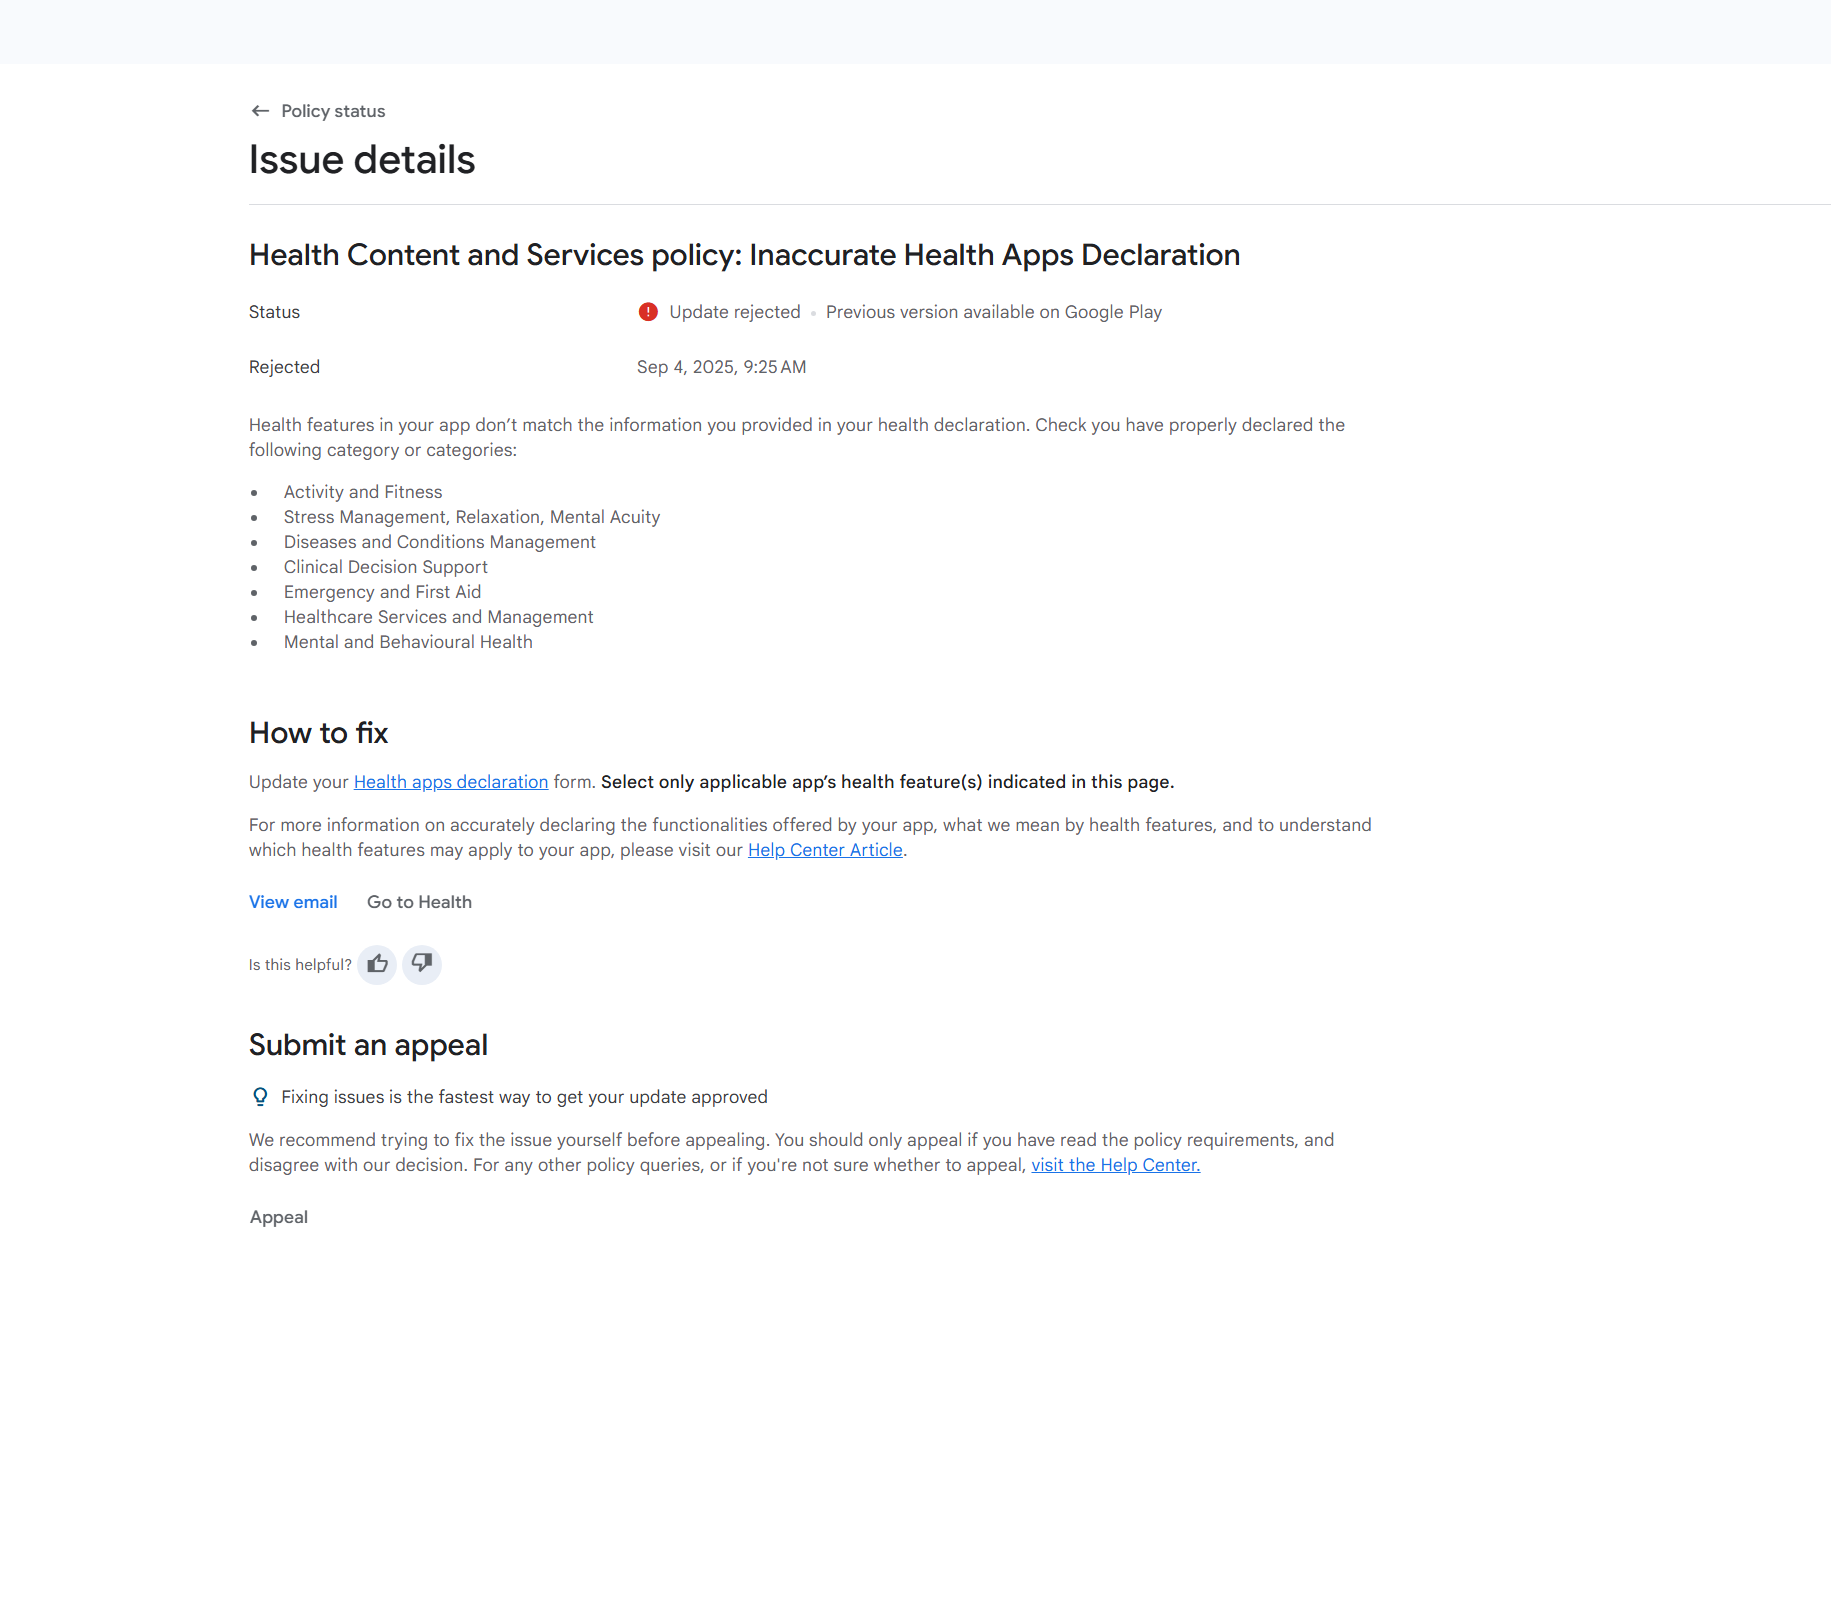 Policy status
Issue details
Health Content and Services policy: Inaccurate Health Apps Declaration
Status
Update rejected • Previous version available on Google Play
Rejected
Sep 4, 2025, 9:25 AM
Health features in your app don’t match the information you provided in your health declaration. Check you have properly declared the
following category or categories:
• Activity and Fitness
• Stress Management, Relaxation, Mental Acuity
• Diseases and Conditions Management
• Clinical Decision Support
• Emergency and First Aid
• Healthcare Services and Management
• Mental and Behavioural Health
How to fix
Update your Health apps declaration form. Select only applicable app’s health feature(s) indicated in this page.
For more information on accurately declaring the functionalities offered by your app, what we mean by health features, and to understand
which health features may apply to your app, please visit our Help Center Article.
View email Go to Health
Is this helpful?
Submit an appeal
Fixing issues is the fastest way to get your update approved
We recommend trying to fix the issue yourself before appealing. You should only appeal if you have read the policy requirements, and
disagree with our decision. For any other policy queries, or if you're not sure whether to appeal, visit the Help Center.
Appeal